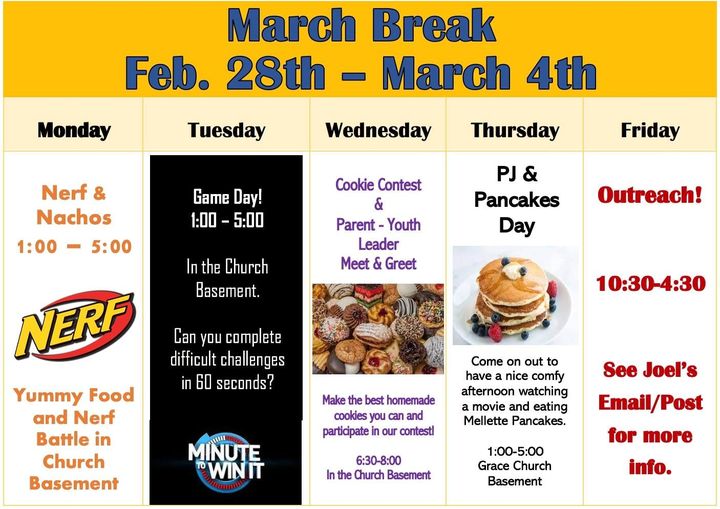 March Break
Feb. 28th – March 4th
Monday
Tuesday
Wednesday
Thursday
Friday
Nerf &
Nachos
1:00 – 5:00
NERF
Yummy Food
and Nerf
Battle in
Church
Basement
Game Day!
1:00 – 5:00
In the Church
Basement.
Can you complete
difficult challenges
in 60 seconds?
MINUTE
TO WIN IT
Cookie Contest
&
Parent - Youth
Leader
Meet & Greet
Make the best homemade
cookies you can and
participate in our contest!
6:30-8:00
In the Church Basement
PJ &
Pancakes
Day
Come on out to
have a nice comfy
afternoon watching
a movie and eating
Mellette Pancakes.
1:00-5:00
Grace Church
Basement
Outreach!
10:30-4:30
See Joel's
Email/Post
for more
info.